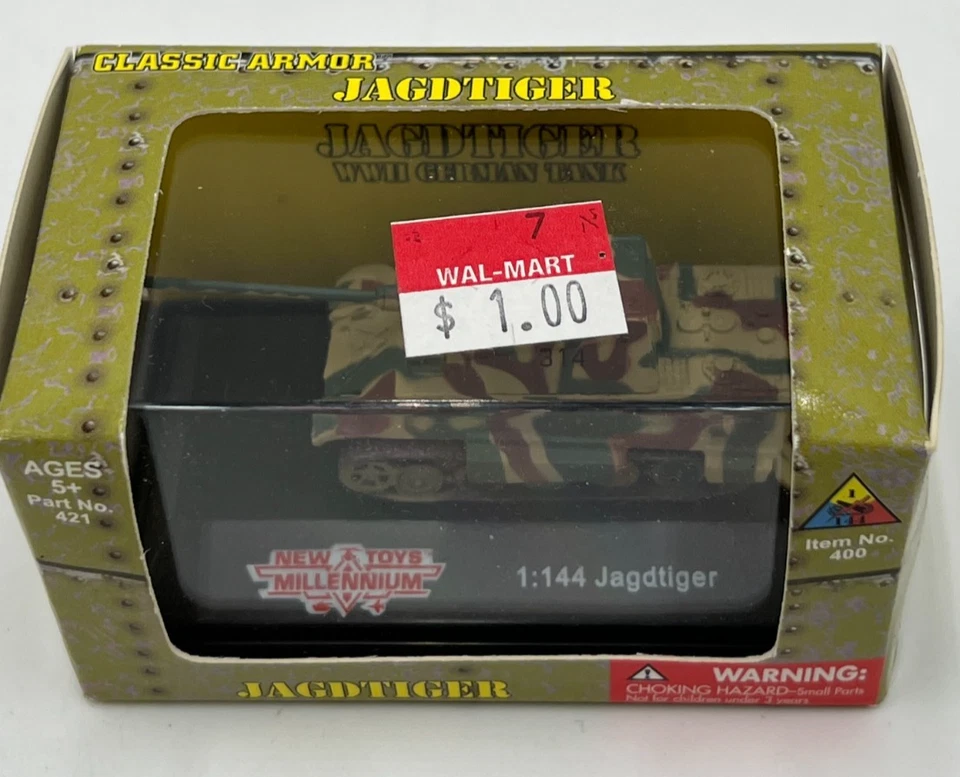 CLASSIC ARMOR
JAGDTIGER
JAGDTIGER
WWII GERMAN TANK
7
WAL-MART
$ 1.00
314
AGES
5+
Part No.
421
1
144
Item No.
400
NEW TOYS
MILLENNIUM
1:144 Jagdtiger
JAGDTIGER
WARNING:
CHOKING HAZARD–Small Parts
Not for children under 3 years